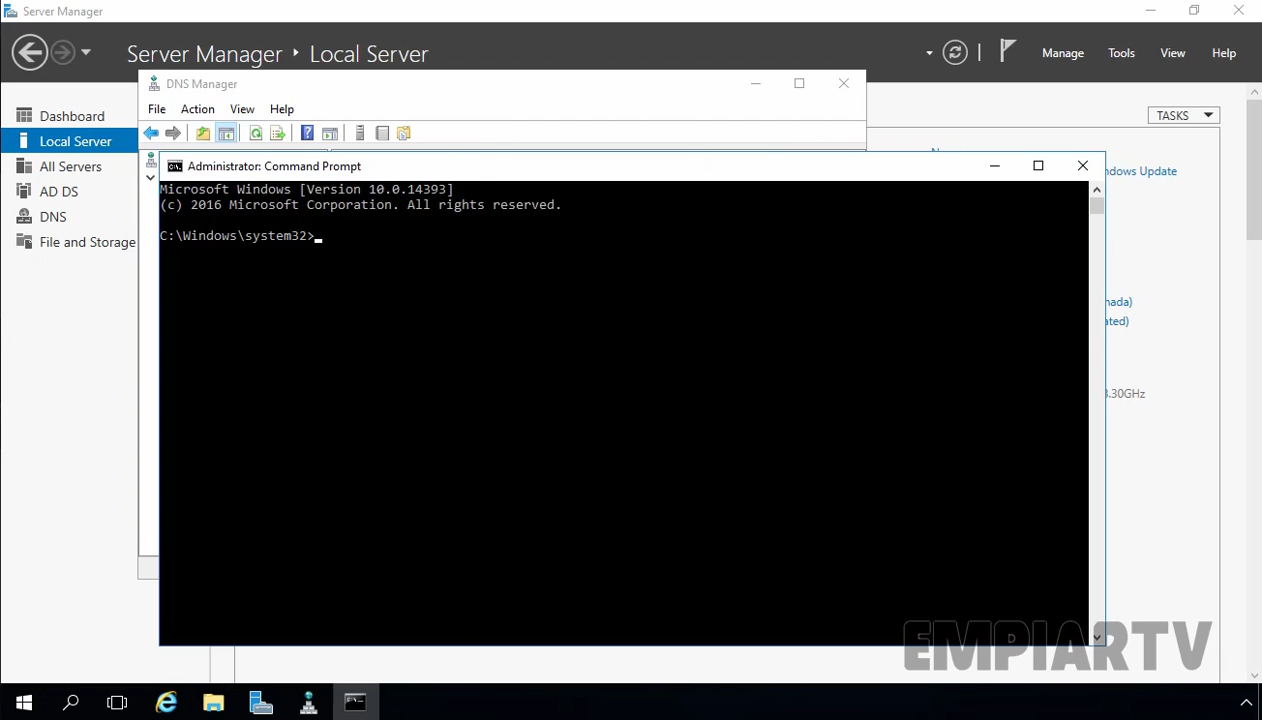 Server Manager
Server Manager ‣ Local Server
Manage
Tools
View
Help
DNS Manager
File
Action
View
Help
Dashboard
Local Server
All Servers
AD DS
DNS
File and Storage
TASKS
ndows Update
nada)
ated)
.30GHz
Administrator: Command Prompt
Microsoft Windows [Version 10.0.14393]
(c) 2016 Microsoft Corporation. All rights reserved.
C:\Windows\system32>
EMPIARTV